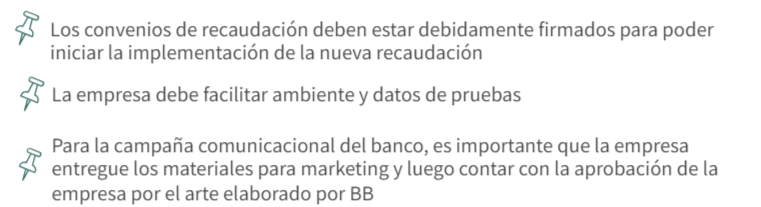 Los convenios de recaudación deben estar debidamente firmados para poder
iniciar la implementación de la nueva recaudación
La empresa debe facilitar ambiente y datos de pruebas
Para la campaña comunicacional del banco, es importante que la empresa
entregue los materiales para marketing y luego contar con la aprobación de la
empresa por el arte elaborado por BB